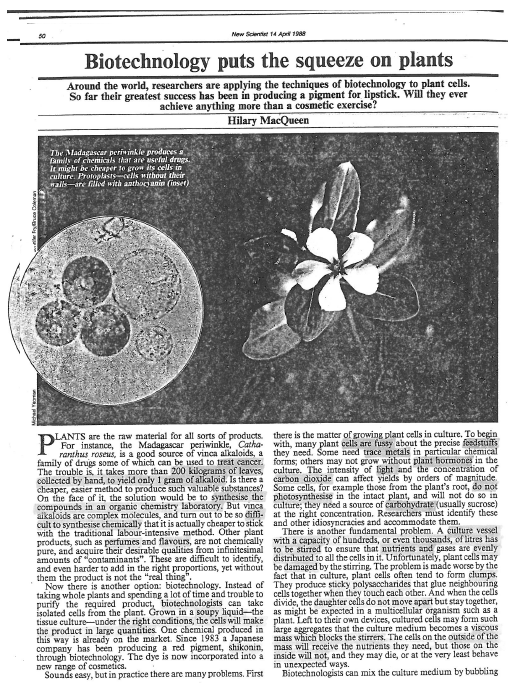 50
New Scientist 14 April 1988
Biotechnology puts the squeeze on plants
Around the world, researchers are applying the techniques of biotechnology to plant cells.
So far their greatest success has been in producing a pigment for lipstick. Will they ever
achieve anything more than a cosmetic exercise?
Hilary MacQueen
The Madagascar periwinkle produces a
family of chemicals that are useful drugs.
It might be cheaper to grow its cells in
culture. Protoplasts—cells without their
walls—are filled with anthocyanin (inset)
Michael Yeoman
PLANTS are the raw material for all sorts of products.
For instance, the Madagascar periwinkle, Catha-
ranthus roseus, is a good source of vinca alkaloids, a
family of drugs some of which can be used to treat cancer.
The trouble is, it takes more than 200 kilograms of leaves,
collected by hand, to yield only 1 gram of alkaloid. Is there a
cheaper, easier method to produce such valuable substances?
On the face of it, the solution would be to synthesise the
compounds in an organic chemistry laboratory. But vinca
alkaloids are complex molecules, and turn out to be so diffi-
cult to synthesise chemically that it is actually cheaper to stick
with the traditional labour-intensive method. Other plant
products, such as perfumes and flavours, are not chemically
pure, and acquire their desirable qualities from infinitesimal
amounts of "contaminants". These are difficult to identify,
and even harder to add in the right proportions, yet without
them the product is not the "real thing".
Now there is another option: biotechnology. Instead of
taking whole plants and spending a lot of time and trouble to
purify the required product, biotechnologists can take
isolated cells from the plant. Grown in a soupy liquid—the
tissue culture—under the right conditions, the cells will make
the product in large quantities. One chemical produced in
this way is already on the market. Since 1983 a Japanese
company has been producing a red pigment, shikonin,
through biotechnology. The dye is now incorporated into a
new range of cosmetics.
Sounds easy, but in practice there are many problems. First
there is the matter of growing plant cells in culture. To begin
with, many plant cells are fussy about the precise feedstuffs
they need. Some need trace metals in particular chemical
forms; others may not grow without plant hormones in the
culture. The intensity of light and the concentration of
carbon dioxide can affect yields by orders of magnitude.
Some cells, for example those from the plant's root, do not
photosynthesise in the intact plant, and will not do so in
culture; they need a source of carbohydrate (usually sucrose)
at the right concentration. Researchers must identify these
and other idiosyncracies and accommodate them.
There is another fundamental problem. A culture vessel
with a capacity of hundreds, or even thousands, of litres has
to be stirred to ensure that nutrients and gases are evenly
distributed to all the cells in it. Unfortunately, plant cells may
be damaged by the stirring. The problem is made worse by the
fact that in culture, plant cells often tend to form clumps.
They produce sticky polysaccharides that glue neighbouring
cells together when they touch each other. And when the cells
divide, the daughter cells do not move apart but stay together,
as might be expected in a multicellular organism such as a
plant. Left to their own devices, cultured cells may form such
large aggregates that the culture medium becomes a viscous
mass which blocks the stirrers. The cells on the outside of the
mass will receive the nutrients they need, but those on the
inside will not, and they may die, or at the very least behave
in unexpected ways.
Biotechnologists can mix the culture medium by bubbling